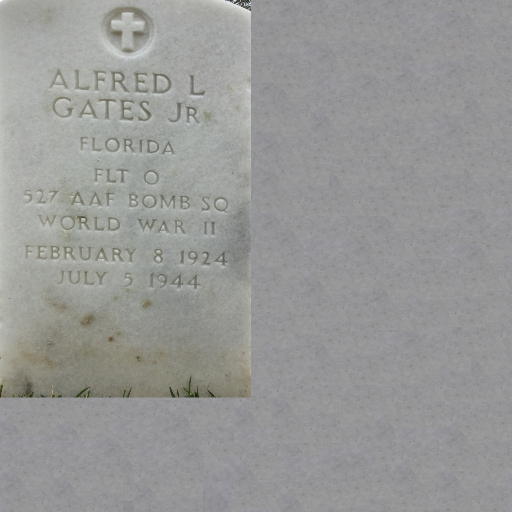 ALFRED L
GATES JR
FLORIDA
FLT O
527 AAF BOMB SQ
WORLD WAR II
FEBRUARY 8 1924
JULY 5 1944